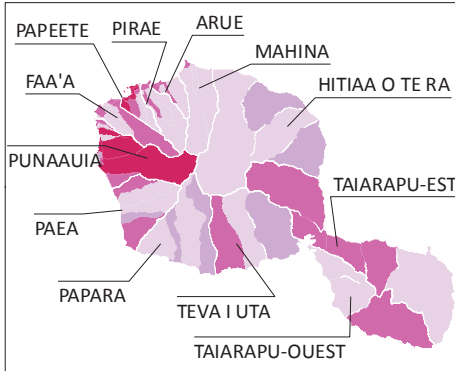 ARUE
PIRAE
PAPEETE
MAHINA
FAA'A
HITIAA O TE RA
PUNAAUIA
TAIARAPU-EST
PAEA
PAPARA
TEVA I UTA
TAIARAPU-OUEST